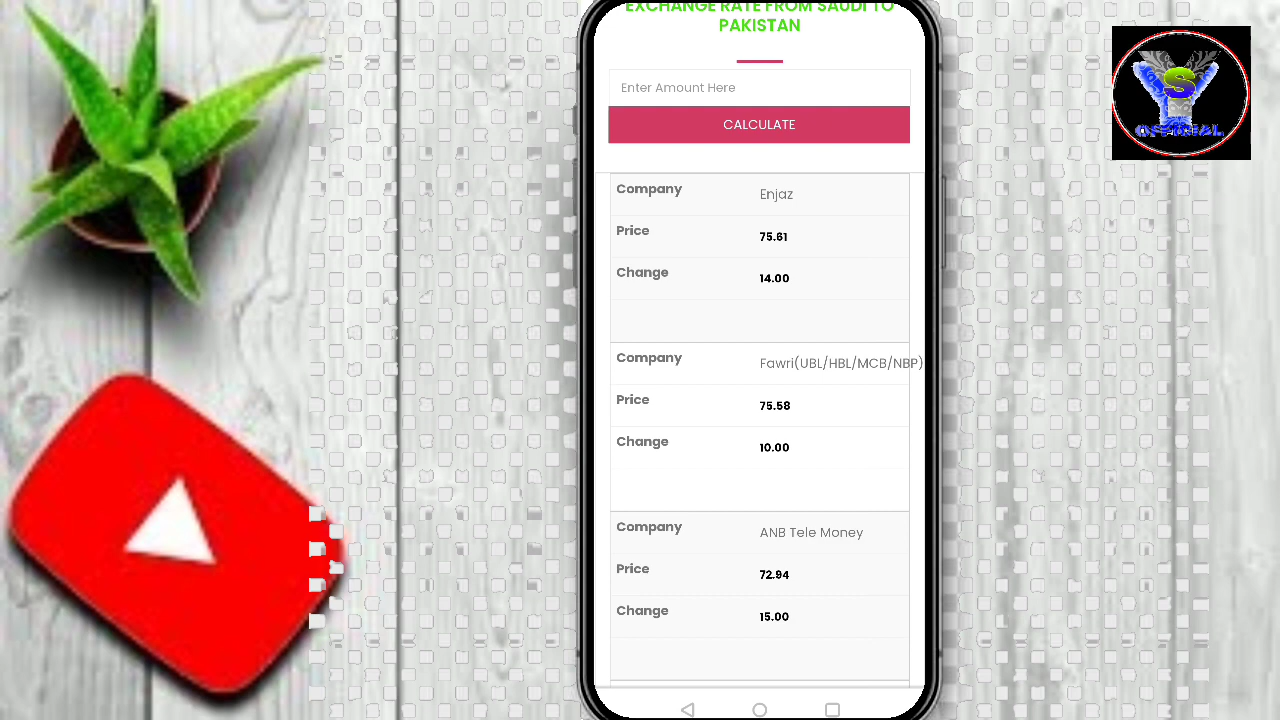 EXCHANGE RATE FROM SAUDI TO
PAKISTAN
Enter Amount Here
CALCULATE
Company Enjaz
Price 75.61
Change 14.00
Company Fawri(UBL/HBL/MCB/NBP)
Price 75.58
Change 10.00
Company ANB Tele Money
Price 72.94
Change 15.00
YS
OFFICIAL